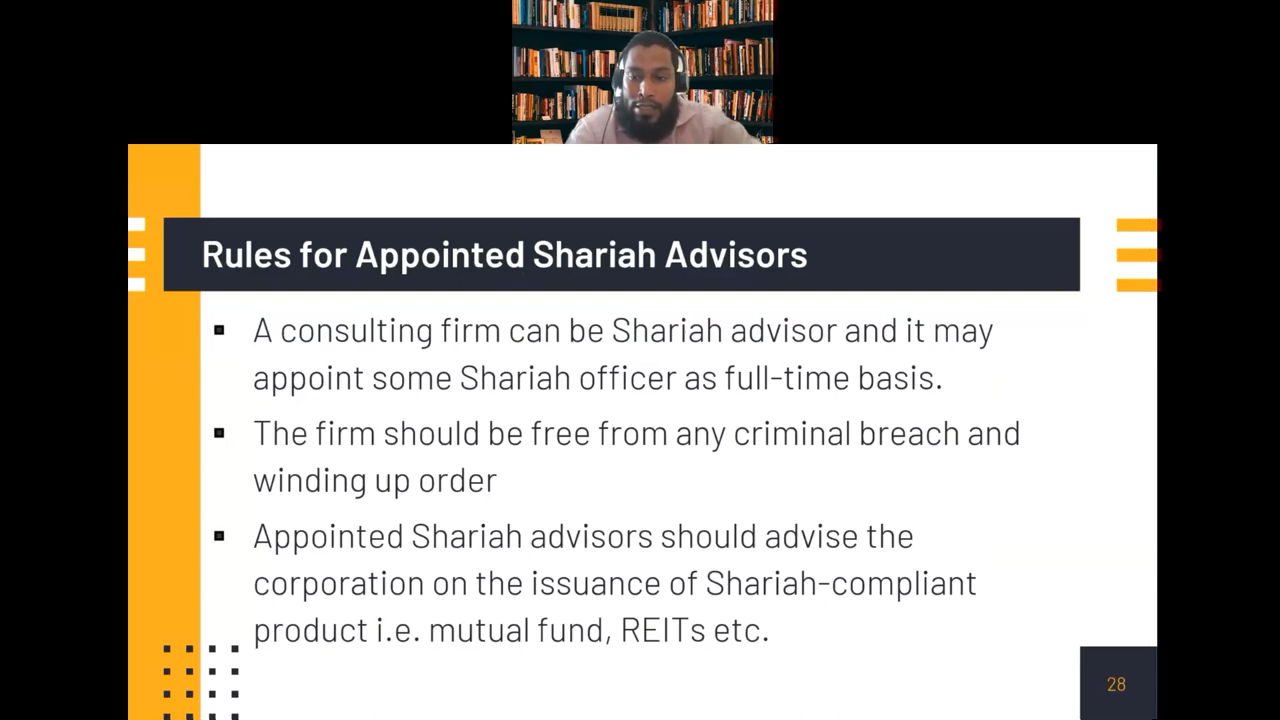 Rules for Appointed Shariah Advisors
A consulting firm can be Shariah advisor and it may
appoint some Shariah officer as full-time basis.
The firm should be free from any criminal breach and
winding up order
Appointed Shariah advisors should advise the
corporation on the issuance of Shariah-compliant
product i.e. mutual fund, REITs etc.
28